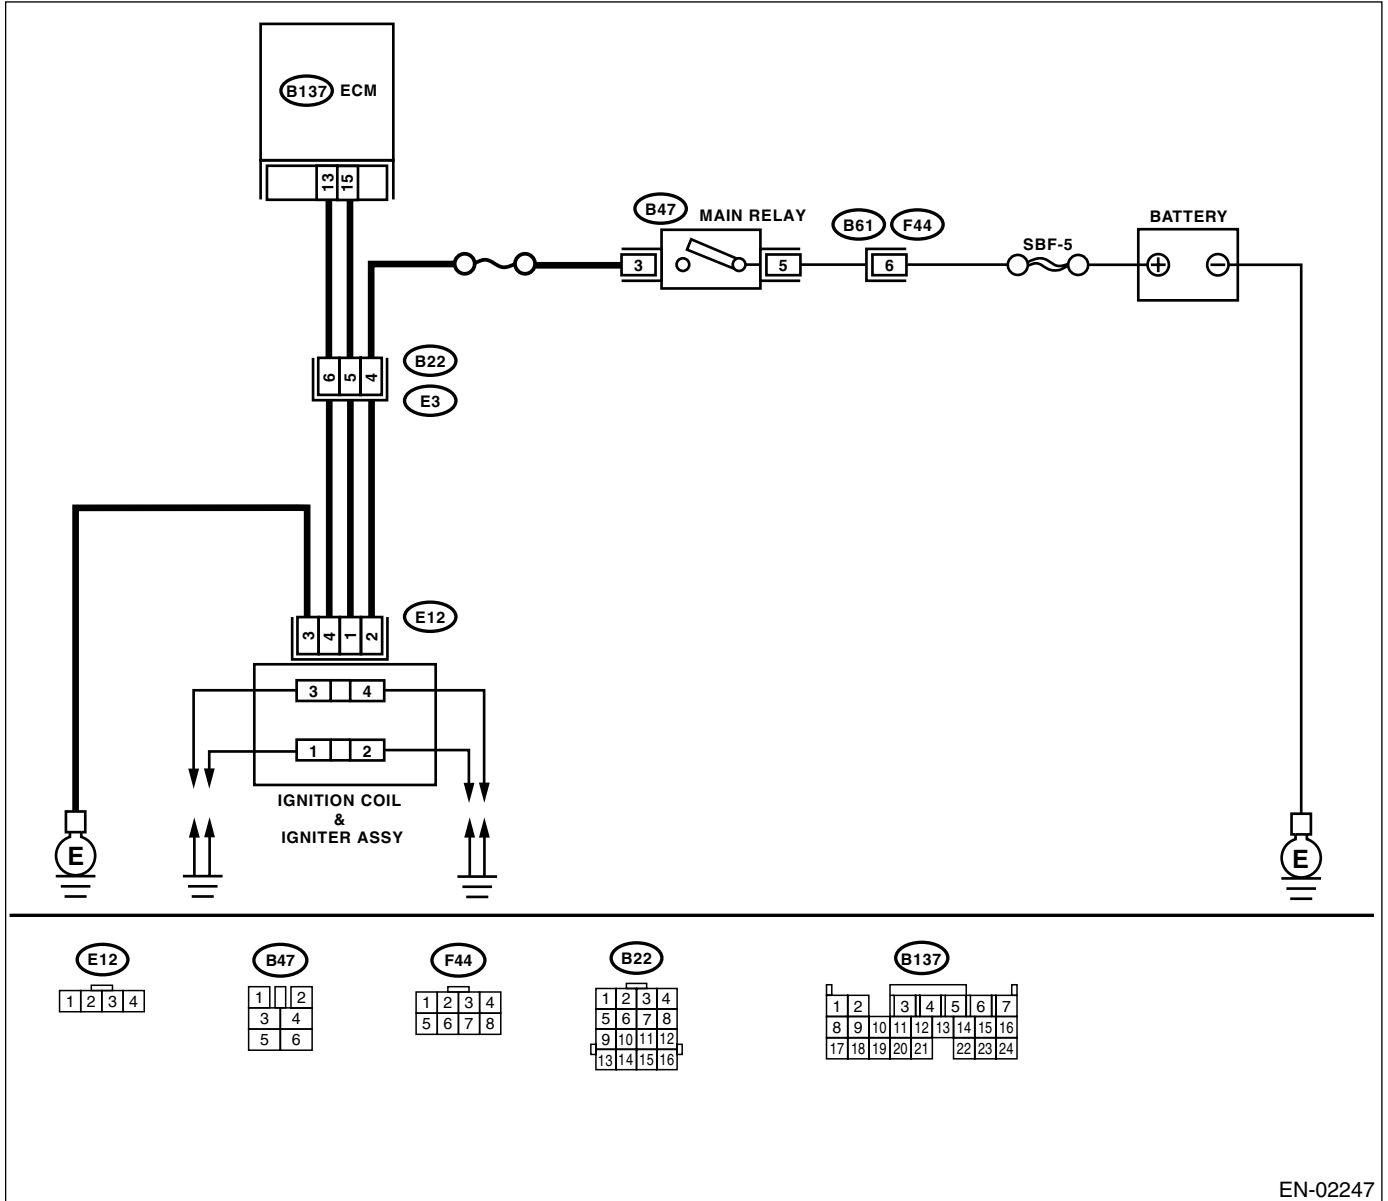 B137 ECM
13 15
B47 MAIN RELAY
B61 F44
SBF-5
BATTERY
3
5
6
+ −
6 5 4
B22
E3
3 4 1 2
E12
3 4
1 2
IGNITION COIL
&
IGNITER ASSY
E
E
E12
1 2 3 4
B47
1 2
3 4
5 6
F44
1 2 3 4
5 6 7 8
B22
1 2 3 4
5 6 7 8
9 10 11 12
13 14 15 16
B137
1 2 3 4 5 6 7
8 9 10 11 12 13 14 15 16
17 18 19 20 21 22 23 24
EN-02247